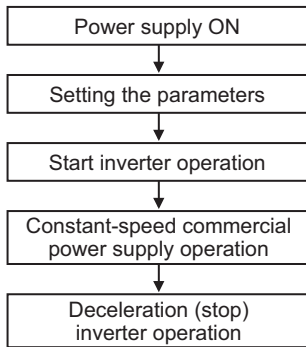 Power supply ON
Setting the parameters
Start inverter operation
Constant-speed commercial
power supply operation
Deceleration (stop)
inverter operation